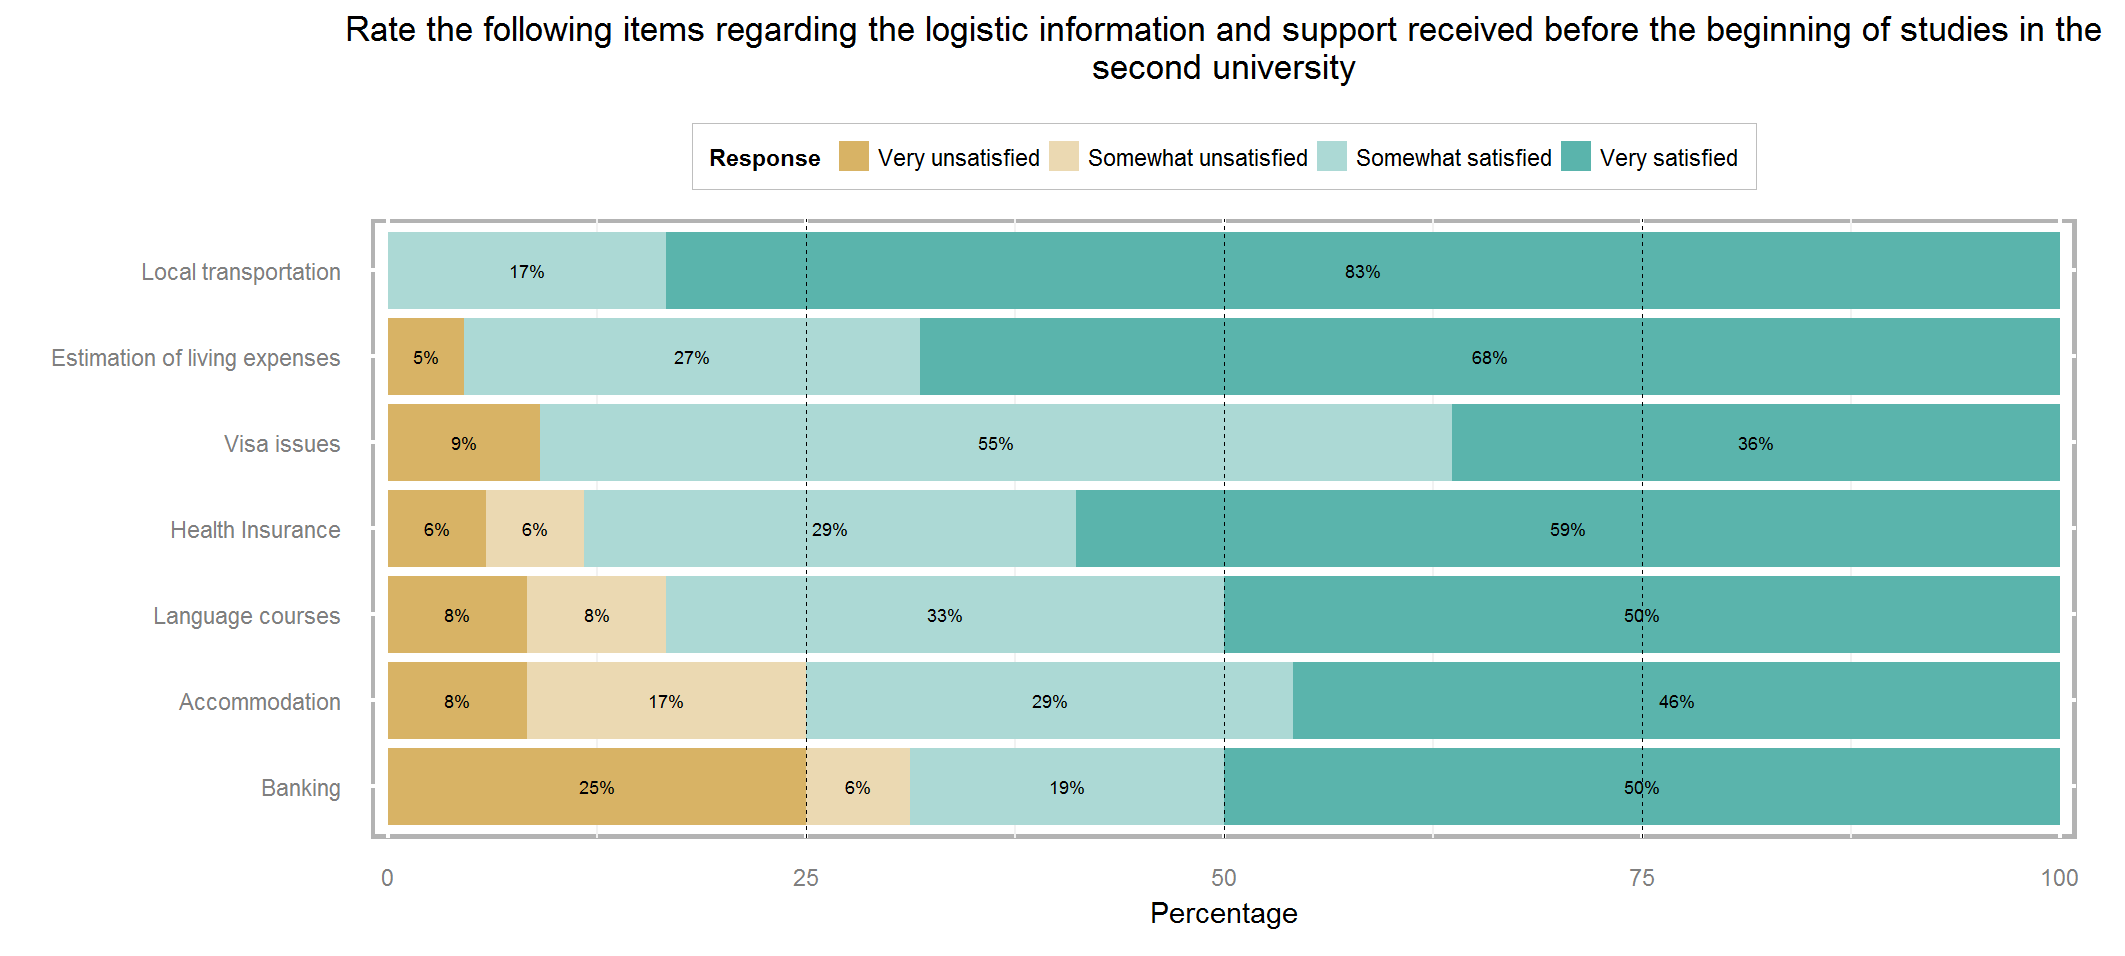 Rate the following items regarding the logistic information and support received before the beginning of studies in the
second university
Response Very unsatisfied Somewhat unsatisfied Somewhat satisfied Very satisfied
Local transportation 17% 83%
Estimation of living expenses 5% 27% 68%
Visa issues 9% 55% 36%
Health Insurance 6% 6% 29% 59%
Language courses 8% 8% 33% 50%
Accommodation 8% 17% 29% 46%
Banking 25% 6% 19% 50%
0 25 50 75 100
Percentage